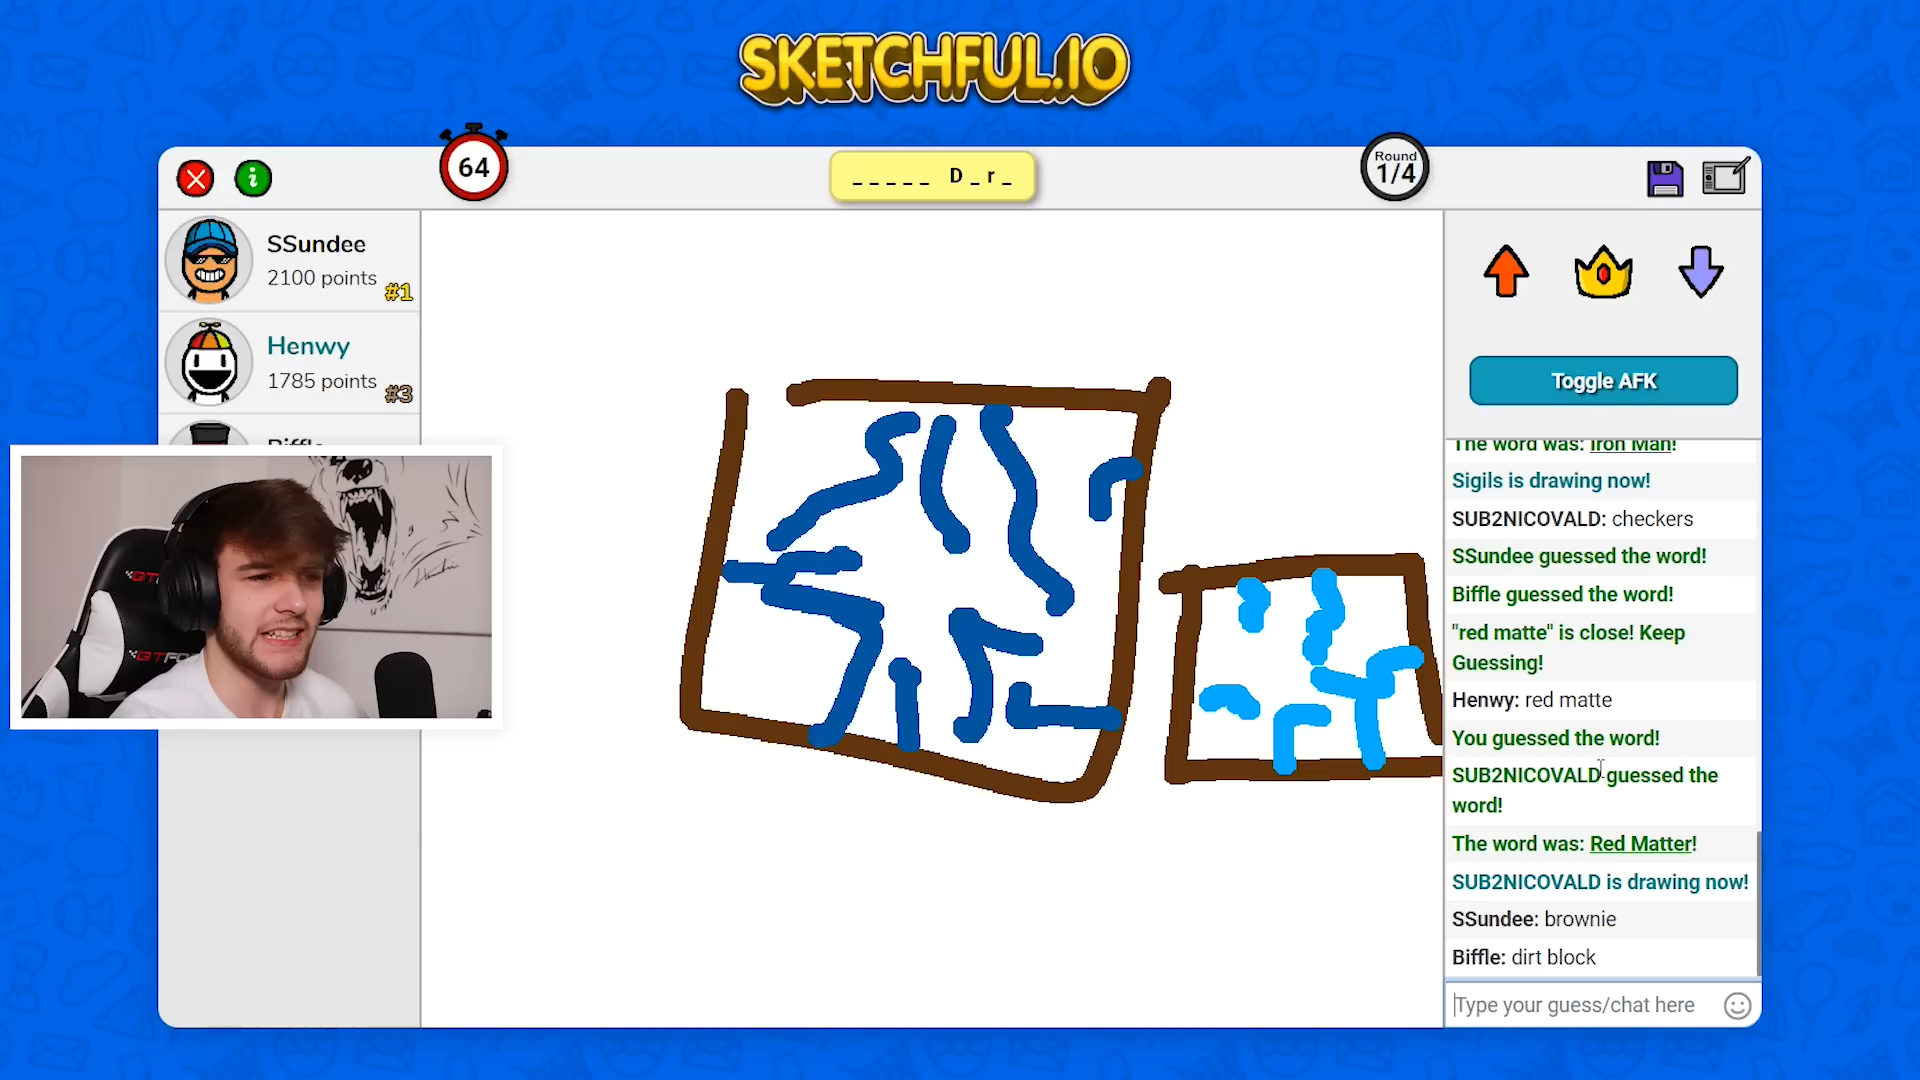 SKETCHFUL.IO
64
_ _ _ _ _ D _ r _
Round
1/4
SSundee
2100 points
#1
Henwy
1785 points
#3
Biffle
Toggle AFK
The word was: Iron Man!
Sigils is drawing now!
SUB2NICOVALD: checkers
SSundee guessed the word!
Biffle guessed the word!
"red matte" is close! Keep
Guessing!
Henwy: red matte
You guessed the word!
SUB2NICOVALD guessed the
word!
The word was: Red Matter!
SUB2NICOVALD is drawing now!
SSundee: brownie
Biffle: dirt block
Type your guess/chat here